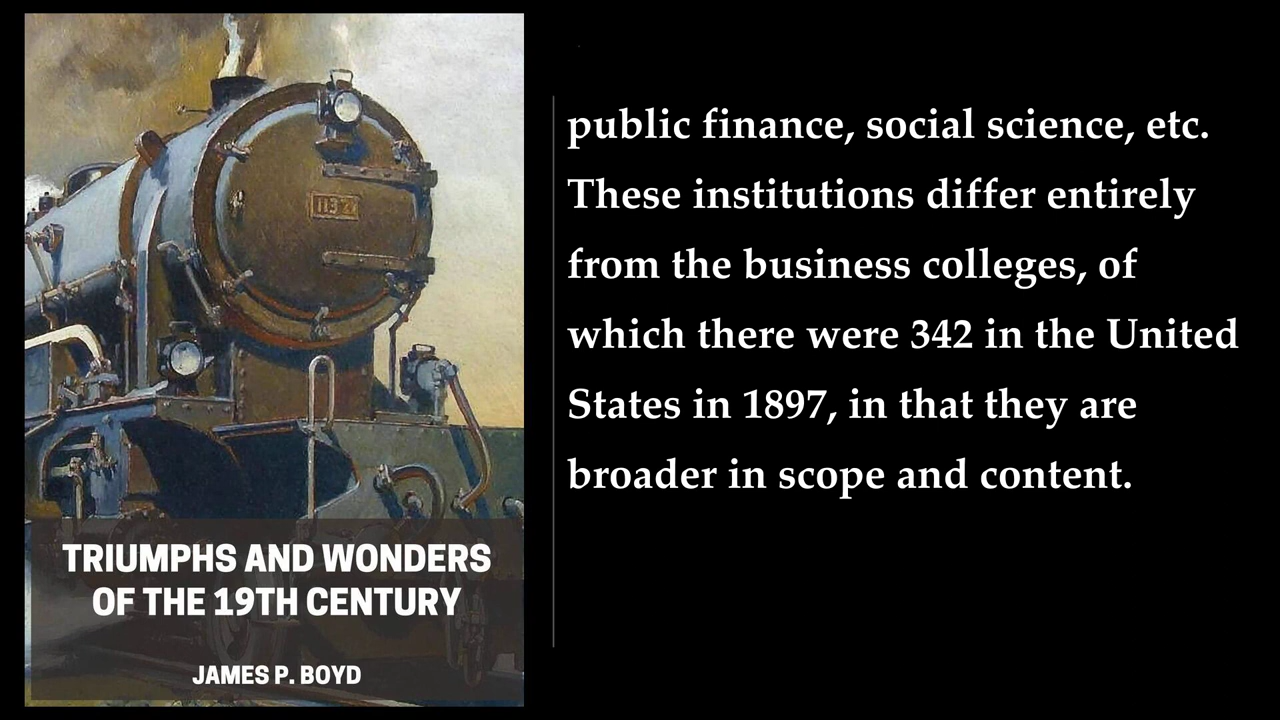 public finance, social science, etc.
These institutions differ entirely
from the business colleges, of
which there were 342 in the United
States in 1897, in that they are
broader in scope and content.
TRIUMPHS AND WONDERS
OF THE 19TH CENTURY
JAMES P. BOYD